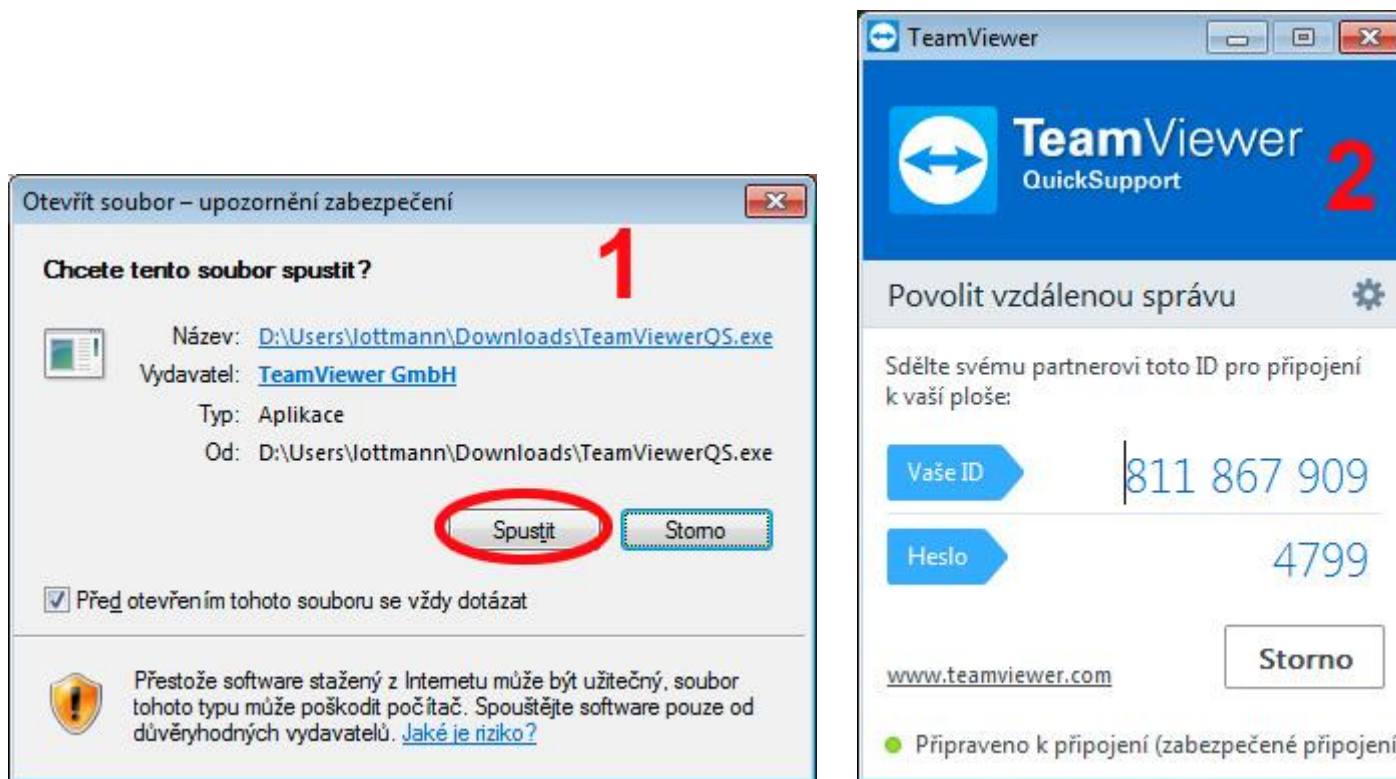 Otevřít soubor – upozornění zabezpečení
1
Chcete tento soubor spustit?
Název: D:\Users\lottmann\Downloads\TeamViewerQS.exe
Vydavatel: TeamViewer GmbH
Typ: Aplikace
Od: D:\Users\lottmann\Downloads\TeamViewerQS.exe
Spustit Storno
Před otevřením tohoto souboru se vždy dotázat
Přestože software stažený z Internetu může být užitečný, soubor
tohoto typu může poškodit počítač. Spouštějte software pouze od
důvěryhodných vydavatelů. Jaké je riziko?
TeamViewer
TeamViewer
QuickSupport
2
Povolit vzdálenou správu
Sdělte svému partnerovi toto ID pro připojení
k vaší ploše:
Vaše ID 811 867 909
Heslo 4799
www.teamviewer.com
Storno
Připraveno k připojení (zabezpečené připojení